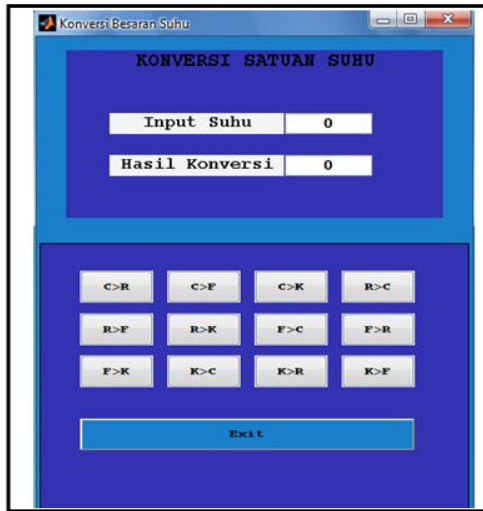 Konversi Besaran Suhu
KONVERSI SATUAN SUHU
Input Suhu 0
Hasil Konversi 0
C>R C>F C>K R>C
R>F R>K F>C F>R
F>K K>C K>R K>F
Exit